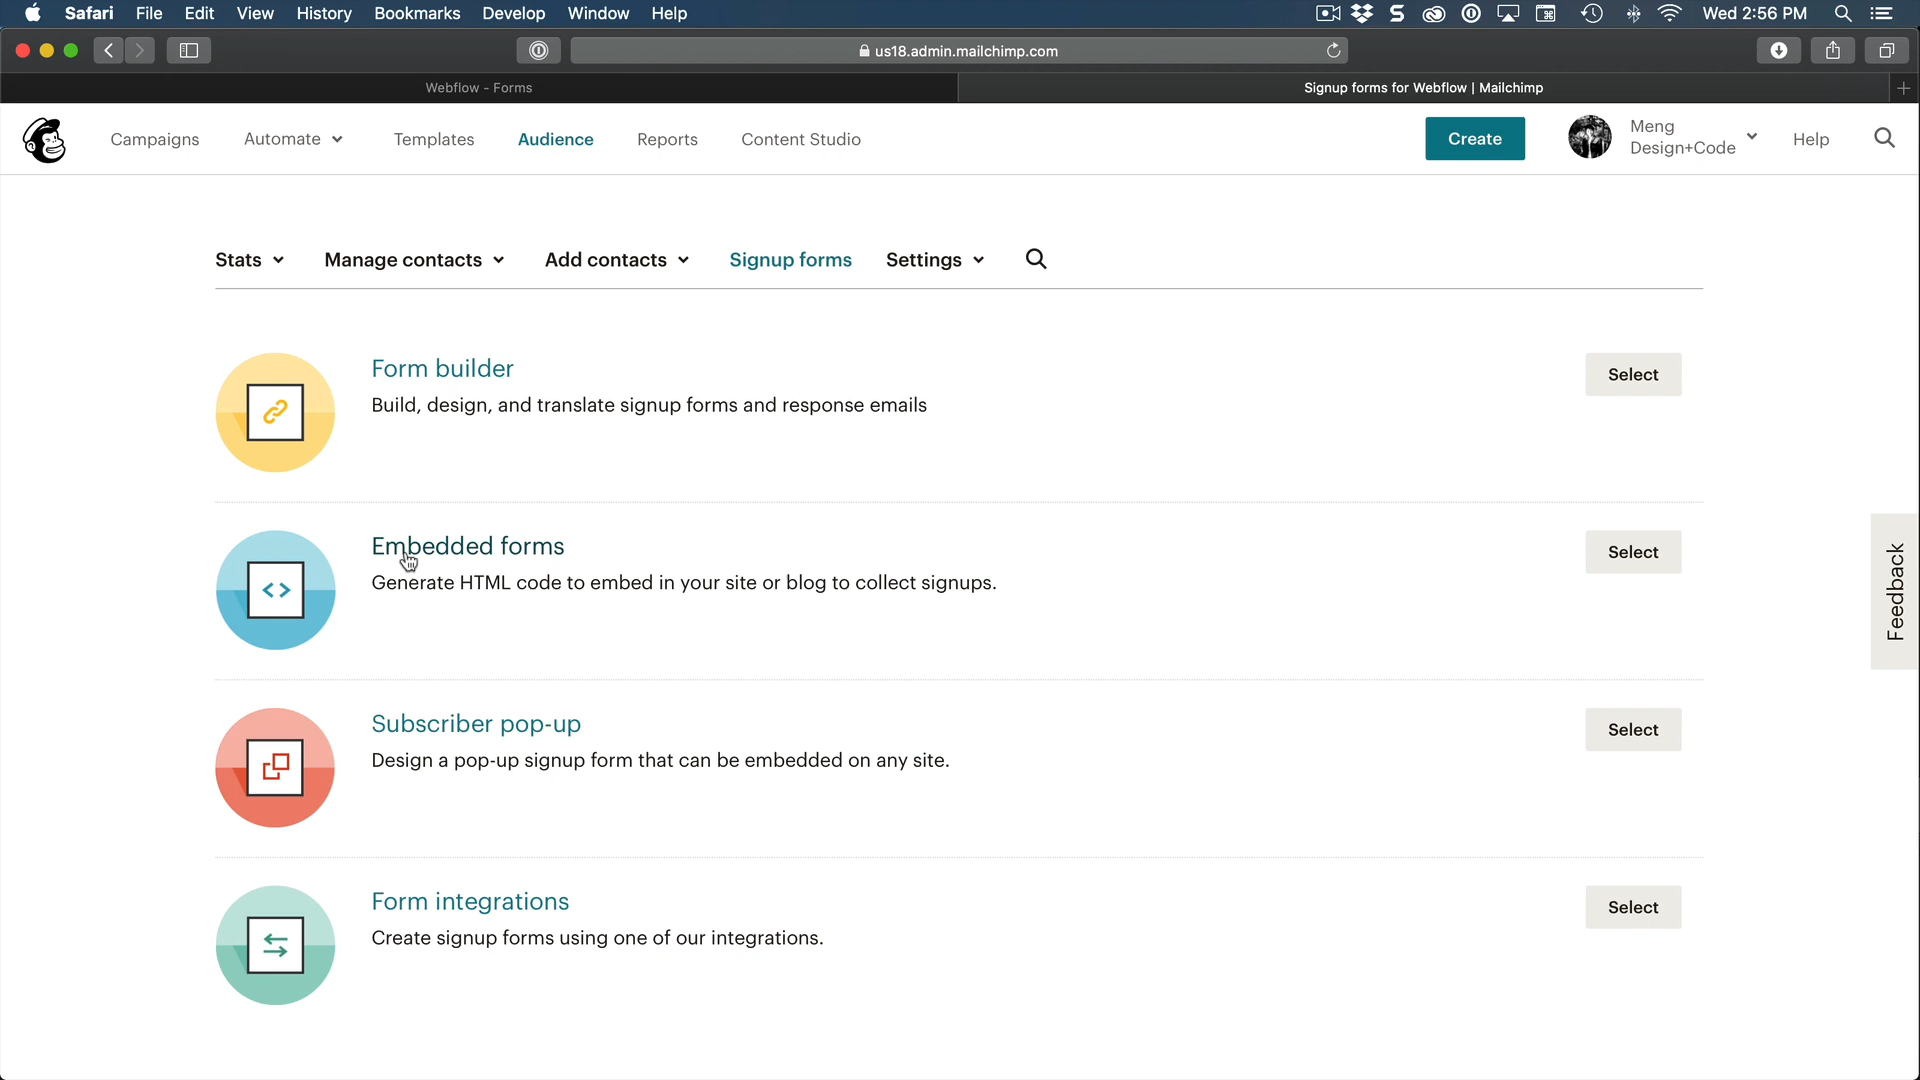 Safari File Edit View History Bookmarks Develop Window Help Wed 2:56 PM
us18.admin.mailchimp.com
Webflow - Forms
Signup forms for Webflow | Mailchimp
Campaigns Automate Templates Audience Reports Content Studio Create Meng Design+Code Help
Stats Manage contacts Add contacts Signup forms Settings
Form builder
Build, design, and translate signup forms and response emails
Select
Embedded forms
Generate HTML code to embed in your site or blog to collect signups.
Select
Feedback
Subscriber pop-up
Design a pop-up signup form that can be embedded on any site.
Select
Form integrations
Create signup forms using one of our integrations.
Select